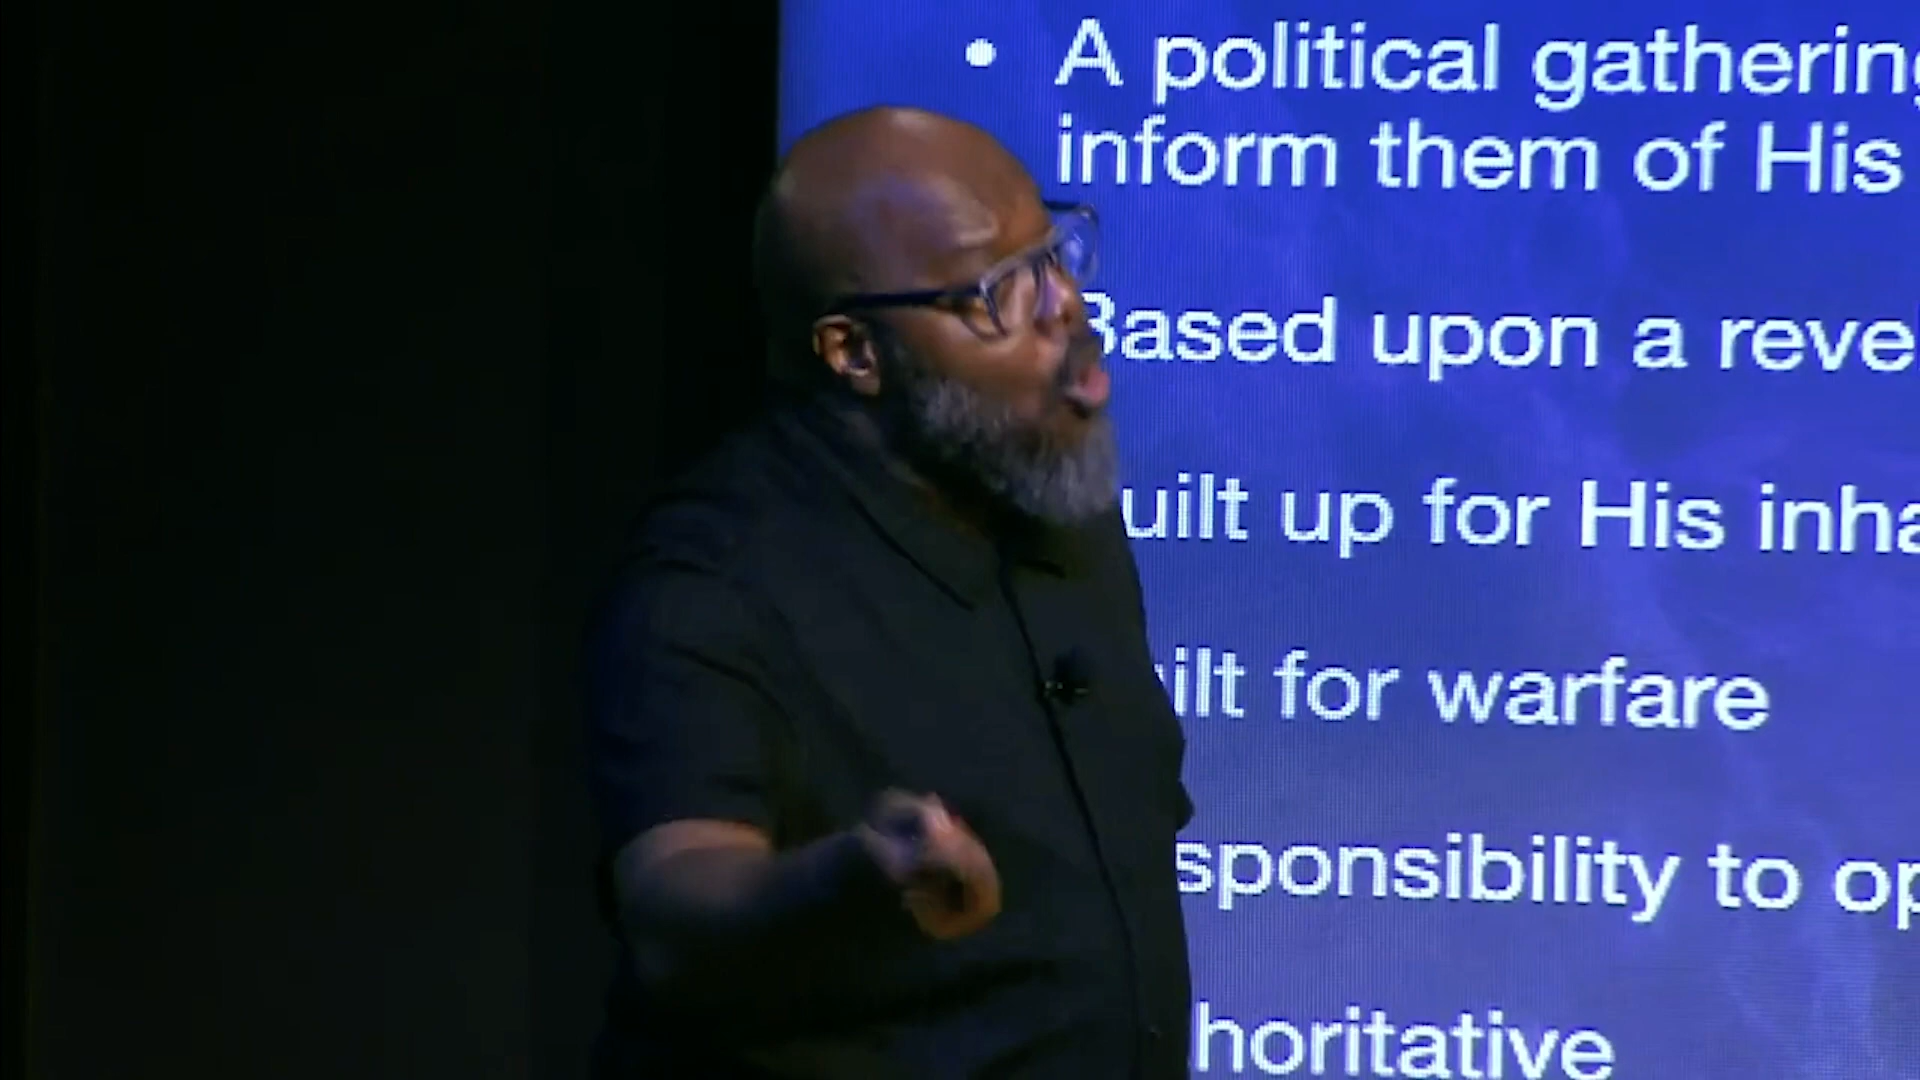 • A political gathering
inform them of His
Based upon a reve
uilt up for His inha
ilt for warfare
sponsibility to op
horitative